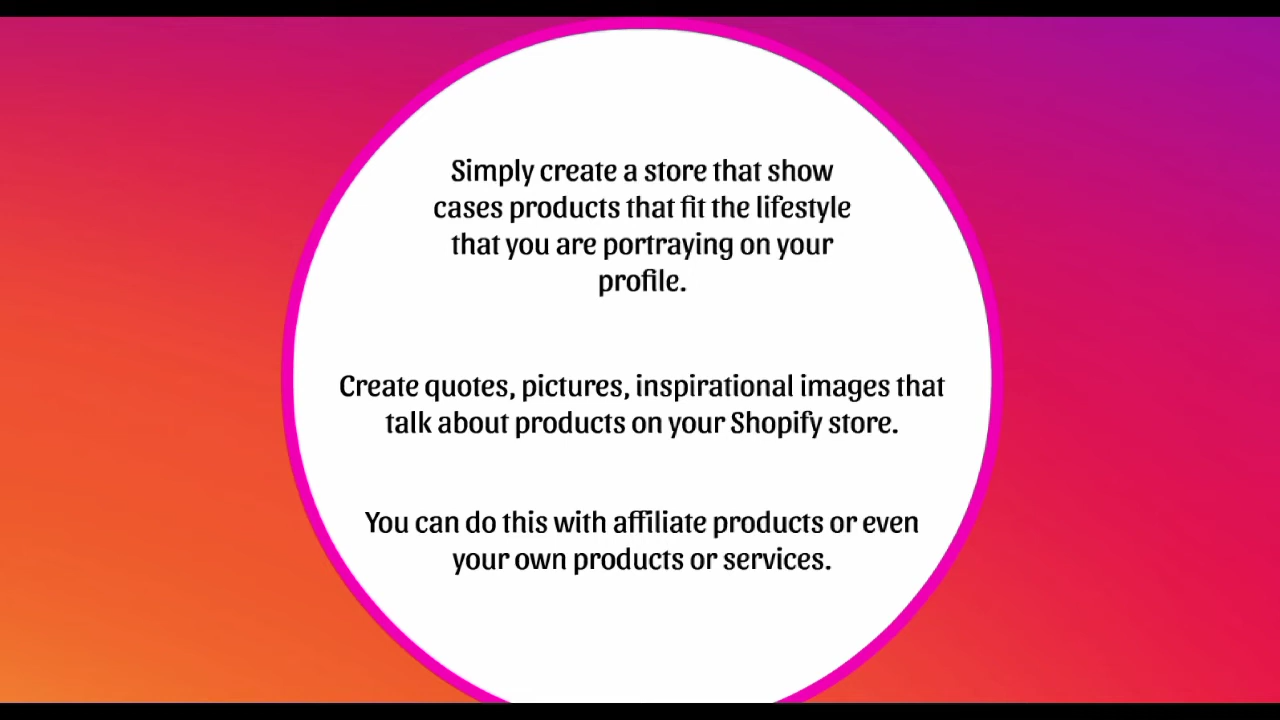 Simply create a store that show
cases products that fit the lifestyle
that you are portraying on your
profile.
Create quotes, pictures, inspirational images that
talk about products on your Shopify store.
You can do this with affiliate products or even
your own products or services.